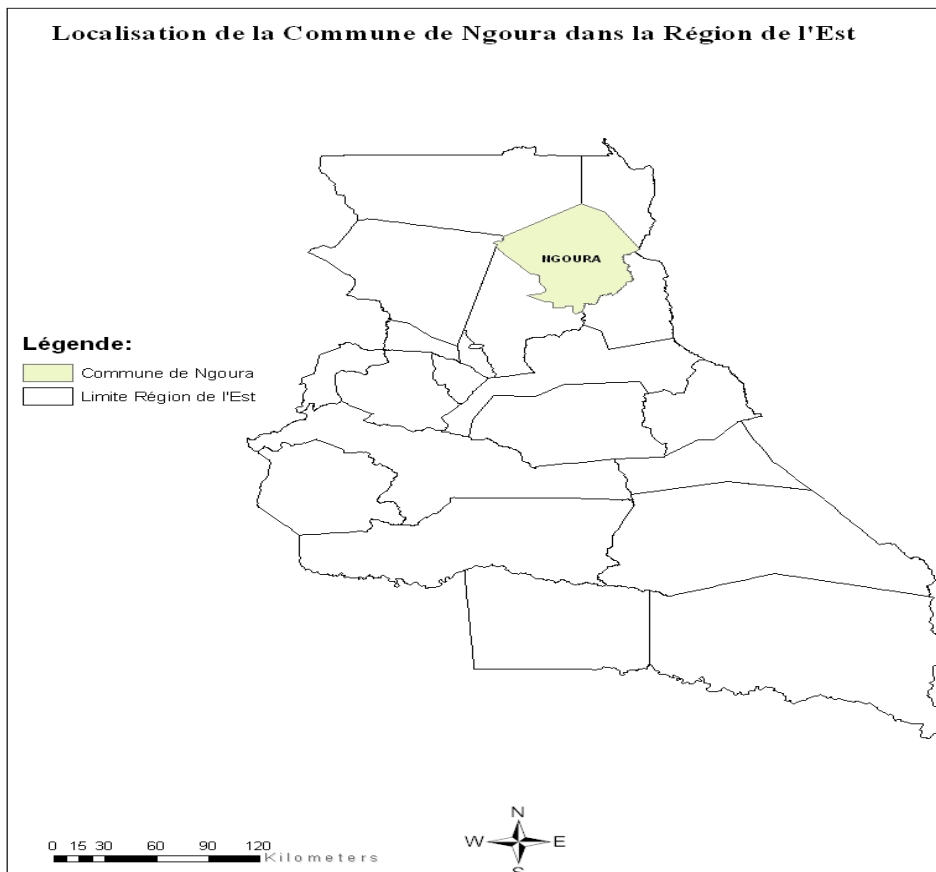 Localisation de la Commune de Ngoura dans la Région de l'Est
NGOURA
Légende:
Commune de Ngoura
Limite Région de l'Est
N
W E
S
0 15 30 60 90 120
Kilometers